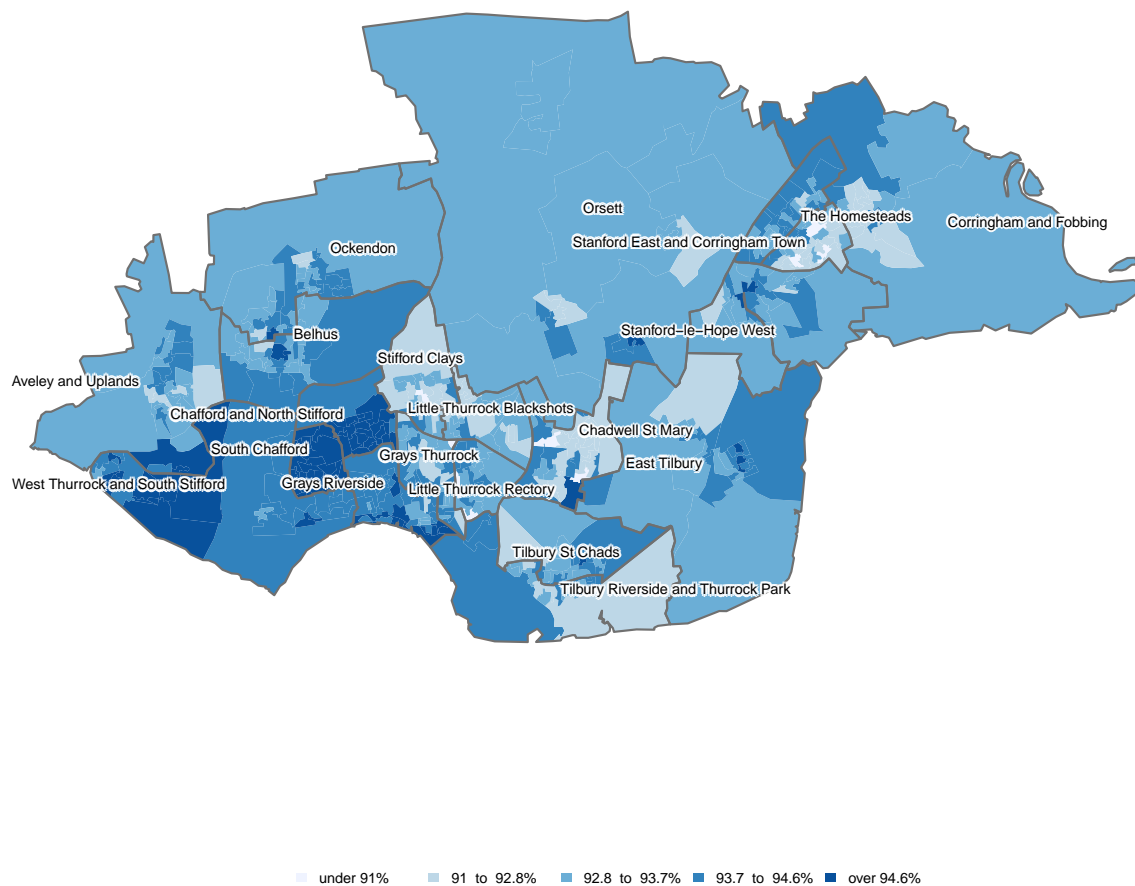 Orsett
The Homesteads
Corringham and Fobbing
Stanford East and Corringham Town
Ockendon
Stanford−le−Hope West
Belhus
Stifford Clays
Aveley and Uplands
Little Thurrock Blackshots
Chafford and North Stifford
Chadwell St Mary
South Chafford
Grays Thurrock
East Tilbury
West Thurrock and South Stifford
Grays Riverside
Little Thurrock Rectory
Tilbury St Chads
Tilbury Riverside and Thurrock Park
under 91% 91 to 92.8% 92.8 to 93.7% 93.7 to 94.6% over 94.6%